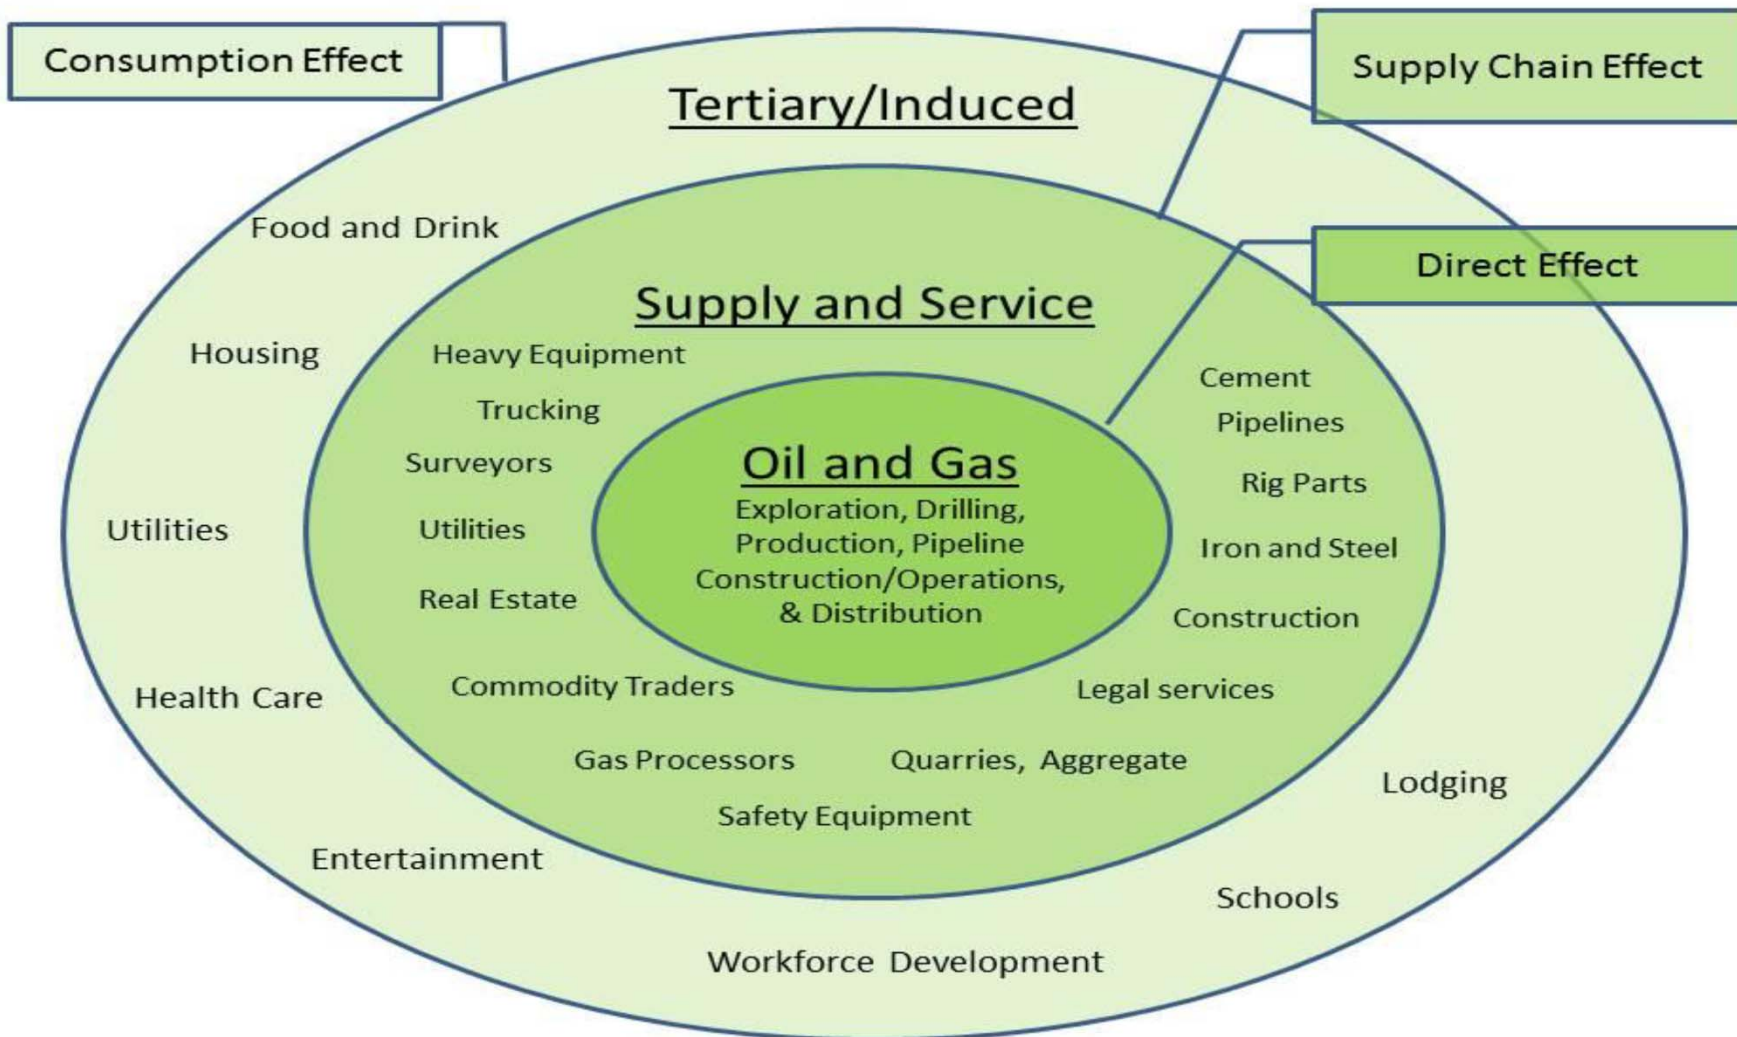 Consumption Effect
Supply Chain Effect
Tertiary/Induced
Food and Drink
Direct Effect
Supply and Service
Housing
Heavy Equipment
Cement
Trucking
Pipelines
Oil and Gas
Surveyors
Rig Parts
Exploration, Drilling,
Production, Pipeline
Construction/Operations,
& Distribution
Utilities
Utilities
Iron and Steel
Real Estate
Construction
Health Care
Commodity Traders
Legal services
Gas Processors
Quarries, Aggregate
Lodging
Safety Equipment
Entertainment
Schools
Workforce Development